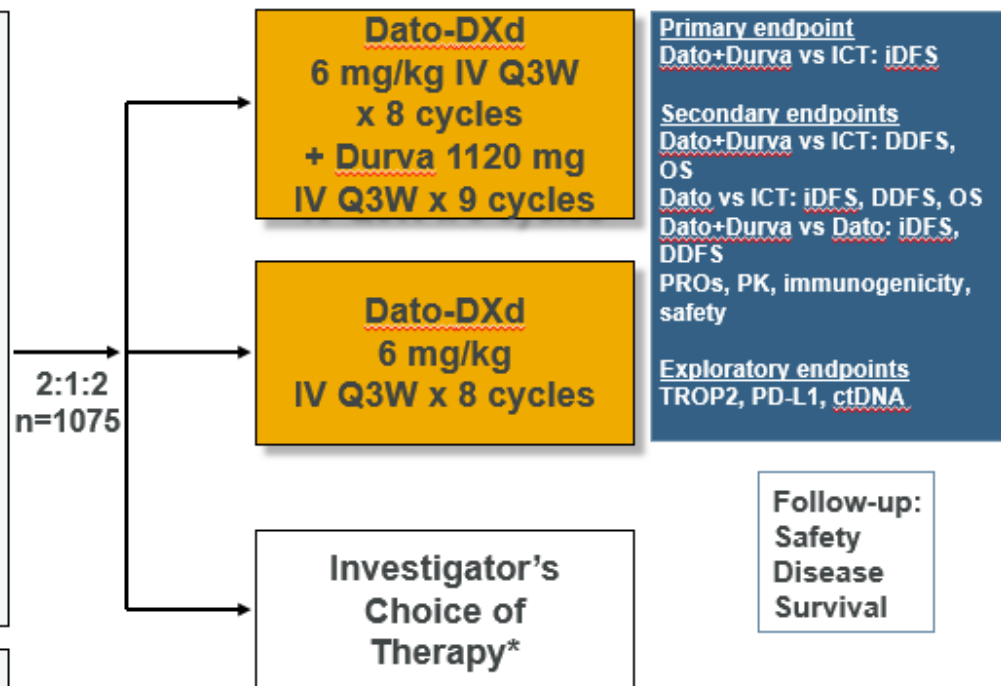 2:1:2
n=1075
Dato-DXd
6 mg/kg IV Q3W
x 8 cycles
+ Durva 1120 mg
IV Q3W x 9 cycles
Dato-DXd
6 mg/kg
IV Q3W x 8 cycles
Investigator's
Choice of
Therapy*
Primary endpoint
Dato+Durva vs ICT: iDFS
Secondary endpoints
Dato+Durva vs ICT: DDFS,
OS
Dato vs ICT: iDFS, DDFS, OS
Dato+Durva vs Dato: iDFS,
DDFS
PROs, PK, immunogenicity,
safety
Exploratory endpoints
TROP2, PD-L1, ctDNA
Follow-up:
Safety
Disease
Survival